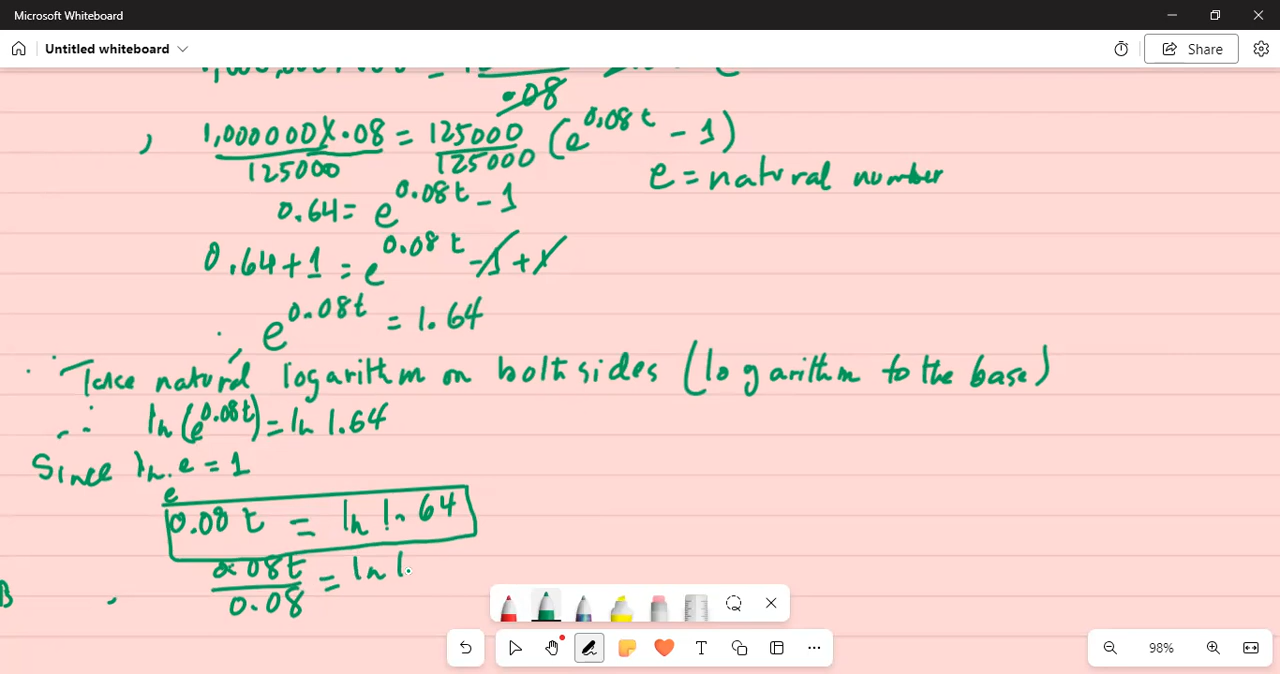 Microsoft Whiteboard
Untitled whiteboard
Share
.08
, 1,000000 X .08 = 125000 (e^0.08t - 1)
125000 125000
e = natural number
0.64 = e^0.08t - 1
0.64 + 1 = e^0.08t - 1 + 1
e^0.08t = 1.64
Take natural logarithm on both sides (logarithm to the base)
∴ ln (e^0.08t) = ln 1.64
Since ln e = 1
e
0.08 t = ln 1.64
0.08t = ln 1.
0.08
B
98%